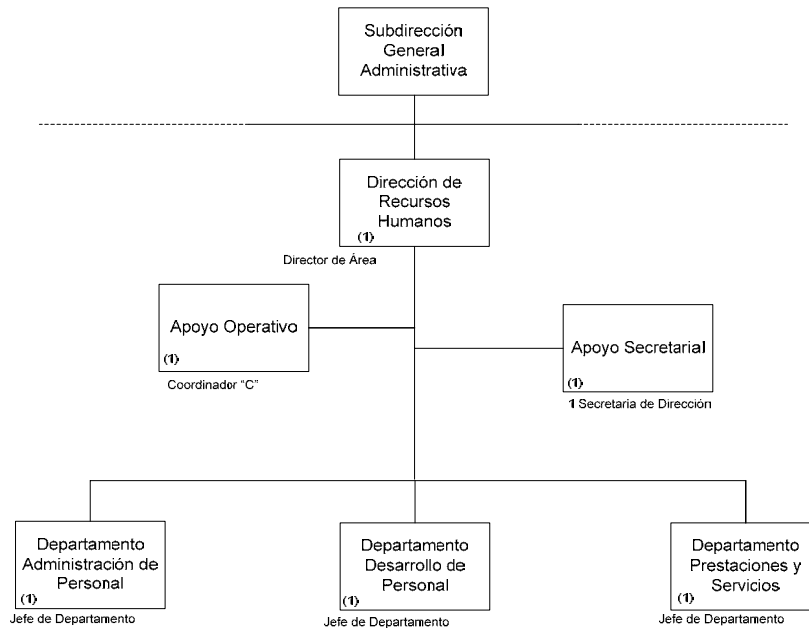 Subdirección
General
Administrativa
Dirección de
Recursos
Humanos
(1)
Director de Área
Apoyo Operativo
(1)
Coordinador “C”
Apoyo Secretarial
(1)
1 Secretaria de Dirección
Departamento
Administración de
Personal
(1)
Jefe de Departamento
Departamento
Desarrollo de
Personal
(1)
Jefe de Departamento
Departamento
Prestaciones y
Servicios
(1)
Jefe de Departamento